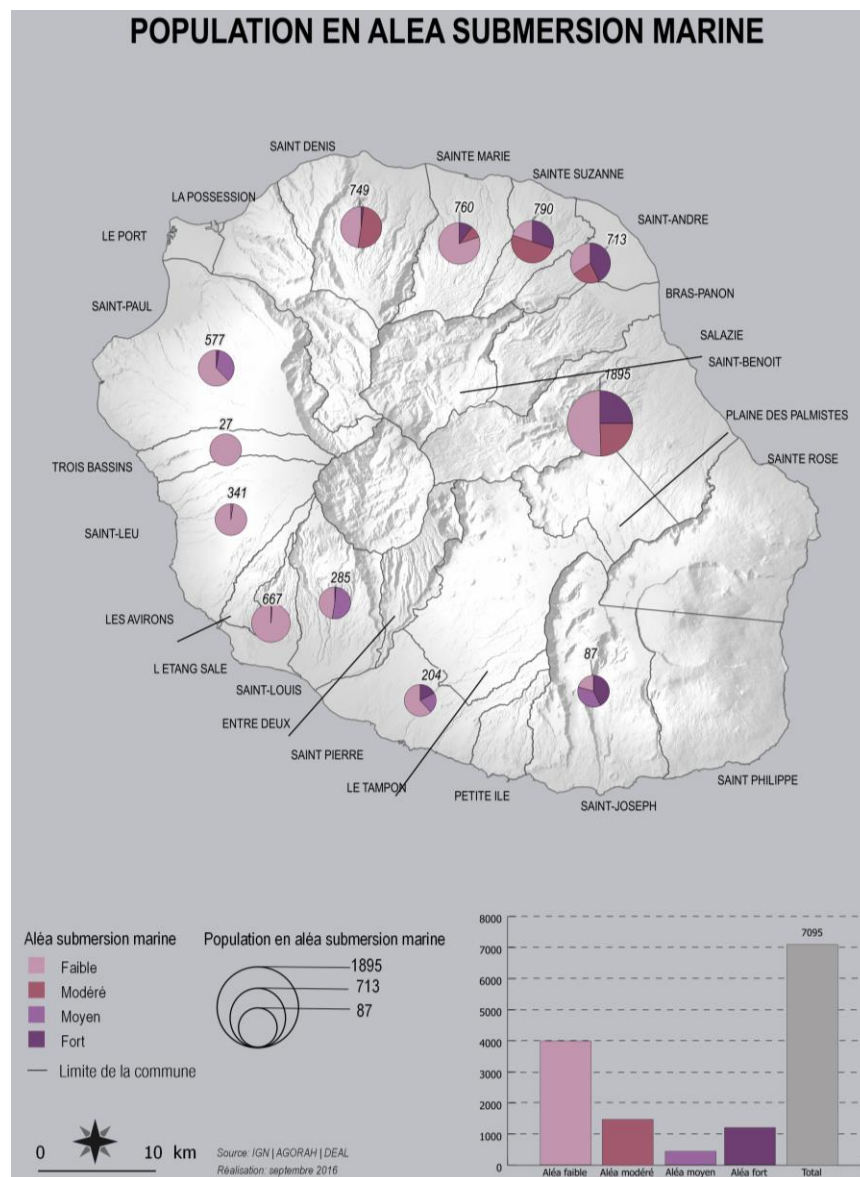 POPULATION EN ALEA SUBMERSION MARINE
SAINT DENIS
SAINTE MARIE
SAINTE SUZANNE
LA POSSESSION
749
760
790
SAINT-ANDRE
LE PORT
713
BRAS-PANON
SAINT-PAUL
SALAZIE
577
SAINT-BENOIT
1895
27
PLAINE DES PALMISTES
TROIS BASSINS
SAINTE ROSE
341
SAINT-LEU
285
667
LES AVIRONS
87
L ETANG SALE
204
SAINT-LOUIS
ENTRE DEUX
SAINT PIERRE
LE TAMPON
PETITE ILE
SAINT-JOSEPH
SAINT PHILIPPE
Aléa submersion marine
Faible
Modéré
Moyen
Fort
Limite de la commune
Population en aléa submersion marine
1895
713
87
0 10 km
Source: IGN | AGORAH | DEAL
Réalisation: septembre 2016
8000
7000
6000
5000
4000
3000
2000
1000
0
7095
Aléa faible Aléa modéré Aléa moyen Aléa fort Total